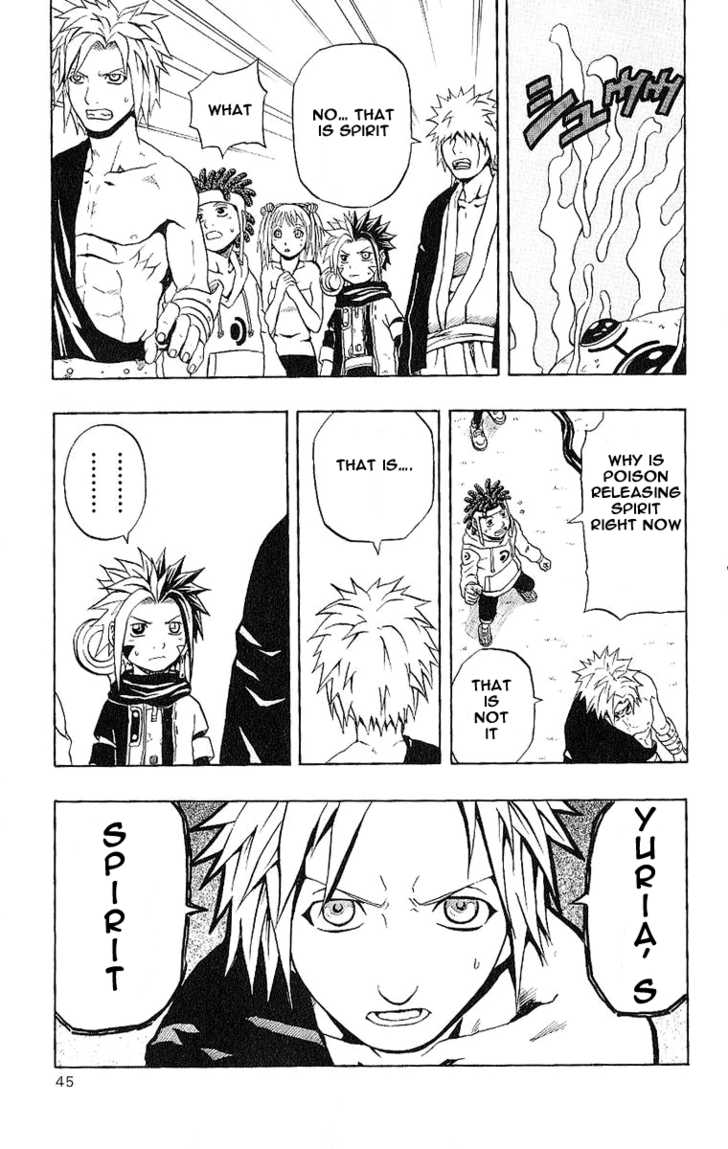 シュウウウ
NO... THAT
IS SPIRIT
WHAT
WHY IS
POISON
RELEASING
SPIRIT
RIGHT NOW
THAT
IS
NOT
IT
THAT IS....
YURIA'S
SPIRIT
45